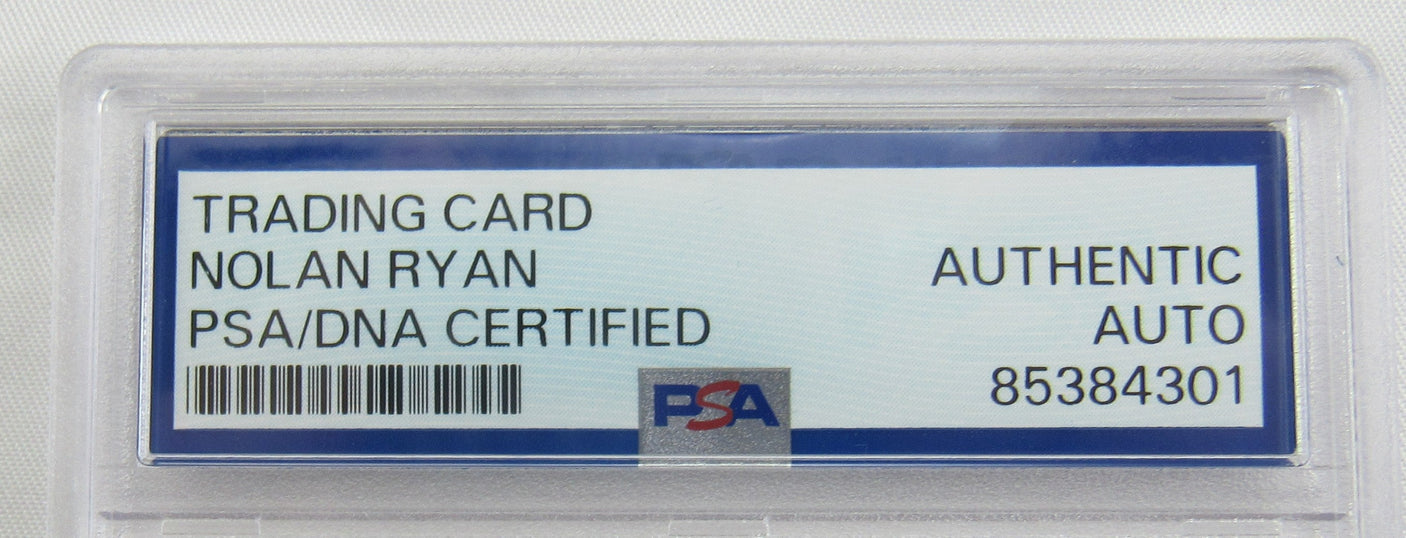 TRADING CARD
NOLAN RYAN
AUTHENTIC
PSA/DNA CERTIFIED
AUTO
85384301
PSA